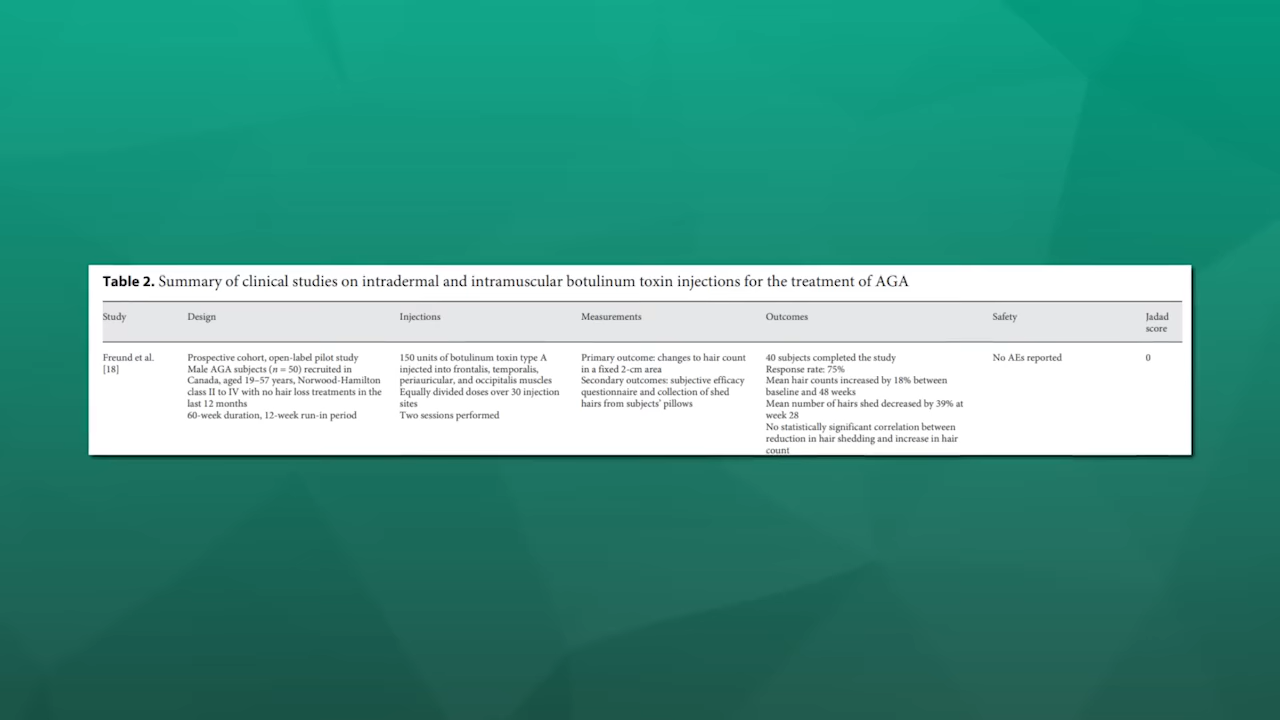 Table 2. Summary of clinical studies on intradermal and intramuscular botulinum toxin injections for the treatment of AGA
Study
Design
Injections
Measurements
Outcomes
Safety
Jadad
score
Freund et al.
[18]
Prospective cohort, open-label pilot study
Male AGA subjects (n = 50) recruited in
Canada, aged 19–57 years, Norwood-Hamilton
class II to IV with no hair loss treatments in the
last 12 months
60-week duration, 12-week run-in period
150 units of botulinum toxin type A
injected into frontalis, temporalis,
periauricular, and occipitalis muscles
Equally divided doses over 30 injection
sites
Two sessions performed
Primary outcome: changes to hair count
in a fixed 2-cm area
Secondary outcomes: subjective efficacy
questionnaire and collection of shed
hairs from subjects' pillows
40 subjects completed the study
Response rate: 75%
Mean hair counts increased by 18% between
baseline and 48 weeks
Mean number of hairs shed decreased by 39% at
week 28
No statistically significant correlation between
reduction in hair shedding and increase in hair
count
No AEs reported
0